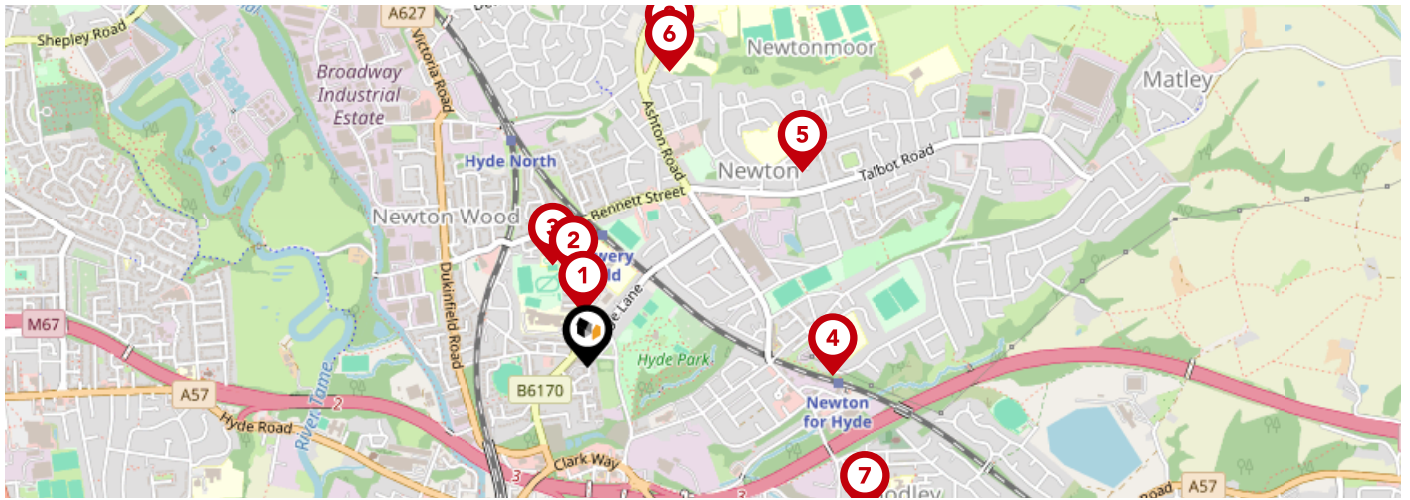 A627
Shepley Road
Victoria Road
Broadway
Industrial
Estate
6
Newtonmoor
Matley
Ashton Road
5
Hyde North
Newton
Talbot Road
Bennett Street
Newton Wood
3
2
1
Dukinfield Road
M67
4
Hyde Park
A57
B6170
2
Newton
for Hyde
Hyde Road
River Tame
Clark Way
3
3
7
A57
Road